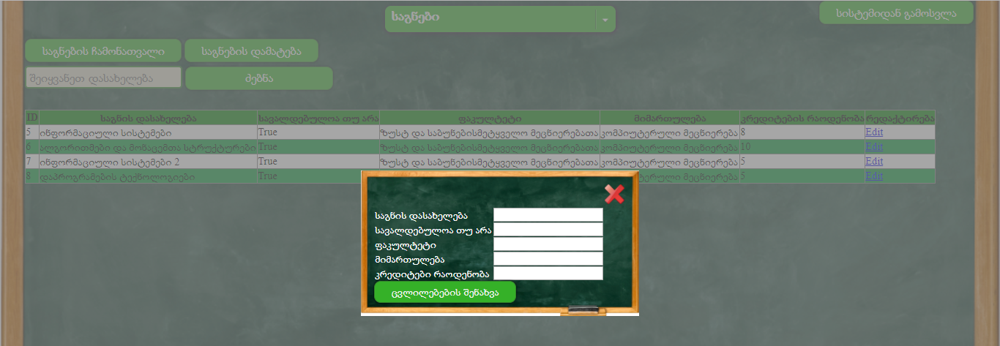 საგნები
სისტემიდან გამოსვლა
საგნების ჩამონათვალი საგნების დამატება
შეიყვანეთ დასახელება ძებნა
ID საგნის დასახელება სავალდებულოა თუ არა ფაკულტეტი მიმართულება კრედიტების რაოდენობა რედაქტირება
5 ინფორმაციული სისტემები True ზუსტ და საბუნებისმეტყველო მეცნიერებათა კომპიუტერული მეცნიერება 8 Edit
6 ალგორითმები და მონაცემთა სტრუქტურები True ზუსტ და საბუნებისმეტყველო მეცნიერებათა კომპიუტერული მეცნიერება 10 Edit
7 ინფორმაციული სისტემები 2 True ზუსტ და საბუნებისმეტყველო მეცნიერებათა კომპიუტერული მეცნიერება 5 Edit
8 დაპროგრამების ტექნოლოგიები True მეცნიერება 5 Edit
საგნის დასახელება
სავალდებულოა თუ არა
ფაკულტეტი
მიმართულება
კრედიტები რაოდენობა
ცვლილებების შენახვა